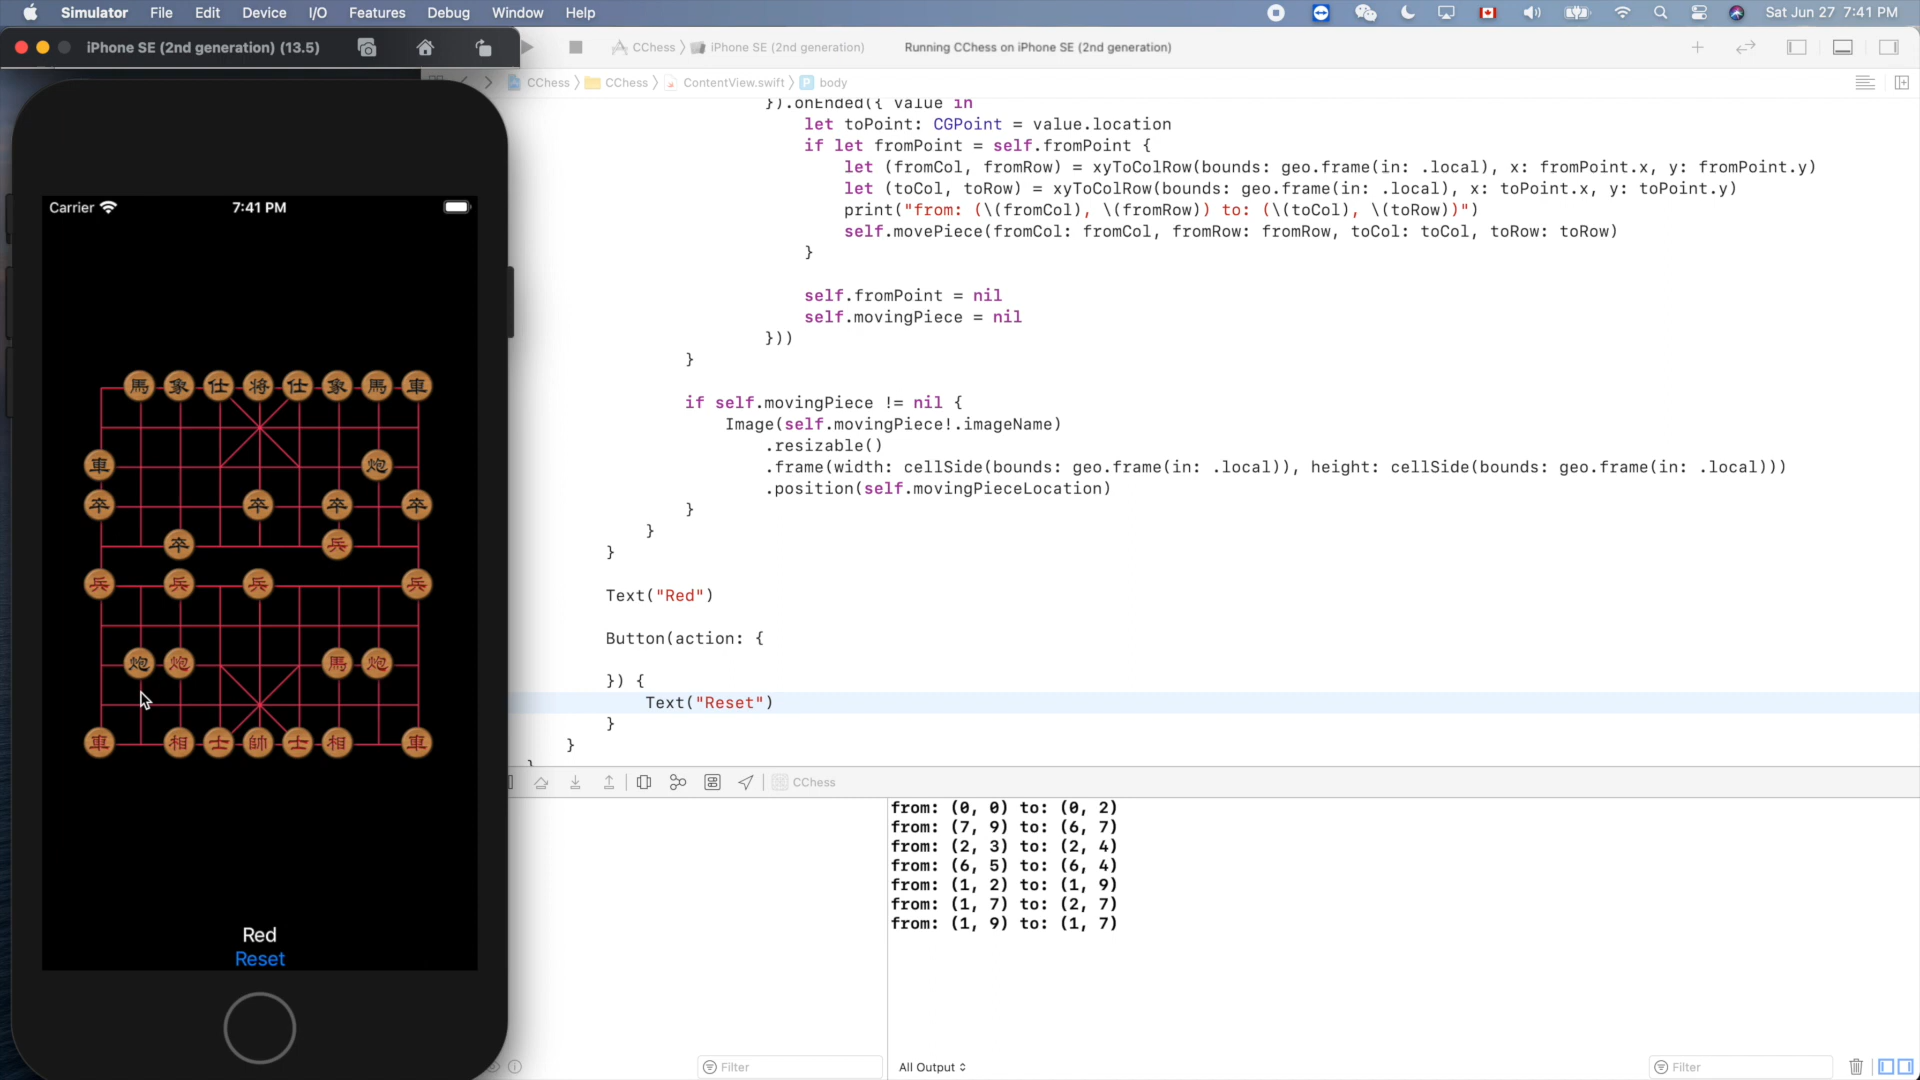 Simulator File Edit Device I/O Features Debug Window Help Sat Jun 27 7:41 PM
iPhone SE (2nd generation) (13.5) CChess iPhone SE (2nd generation) Running CChess on iPhone SE (2nd generation)
CChess CChess ContentView.swift P body
}).onEnded({ value in
let toPoint: CGPoint = value.location
if let fromPoint = self.fromPoint {
let (fromCol, fromRow) = xyToColRow(bounds: geo.frame(in: .local), x: fromPoint.x, y: fromPoint.y)
let (toCol, toRow) = xyToColRow(bounds: geo.frame(in: .local), x: toPoint.x, y: toPoint.y)
print("from: (\(fromCol), \(fromRow)) to: (\(toCol), \(toRow))")
self.movePiece(fromCol: fromCol, fromRow: fromRow, toCol: toCol, toRow: toRow)
}
self.fromPoint = nil
self.movingPiece = nil
}))
}
if self.movingPiece != nil {
Image(self.movingPiece!.imageName)
.resizable()
.frame(width: cellSide(bounds: geo.frame(in: .local)), height: cellSide(bounds: geo.frame(in: .local)))
.position(self.movingPieceLocation)
}
}
}
Text("Red")
Button(action: {
}) {
Text("Reset")
}
}
}
Carrier 7:41 PM
馬 象 仕 将 仕 象 馬 車
車 炮
卒 卒 卒 卒
卒 兵
兵 兵 兵 兵
炮 炮 馬 炮
車 相 士 帥 士 相 車
Red
Reset
CChess
from: (0, 0) to: (0, 2)
from: (7, 9) to: (6, 7)
from: (2, 3) to: (2, 4)
from: (6, 5) to: (6, 4)
from: (1, 2) to: (1, 9)
from: (1, 7) to: (2, 7)
from: (1, 9) to: (1, 7)
Filter All Output Filter